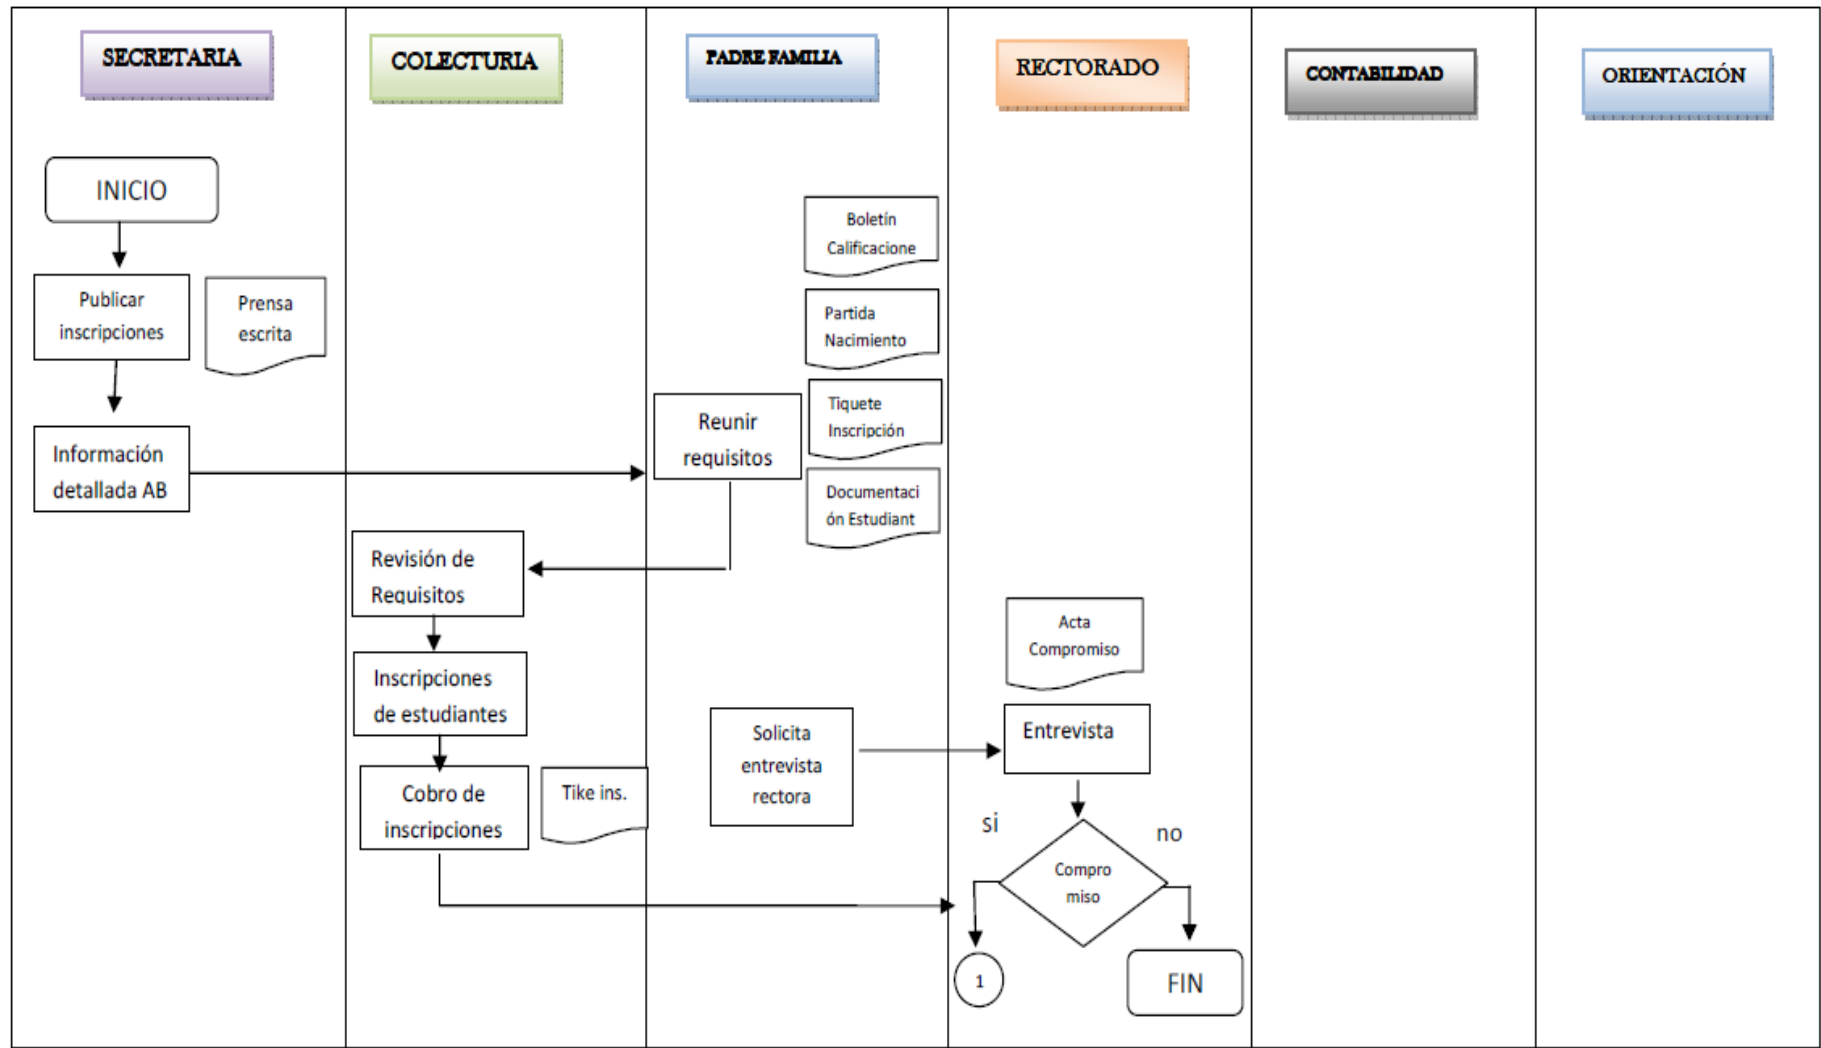 SECRETARIA
COLECTURIA
PADRE FAMILIA
RECTORADO
CONTABILIDAD
ORIENTACIÓN
INICIO
Publicar
inscripciones
Prensa
escrita
Información
detallada AB
Boletín
Calificacione
Partida
Nacimiento
Tiquete
Inscripción
Documentaci
ón Estudiant
Reunir
requisitos
Revisión de
Requisitos
Inscripciones
de estudiantes
Cobro de
inscripciones
Tike ins.
Solicita
entrevista
rectora
Acta
Compromiso
Entrevista
si
no
Compro
miso
1
FIN